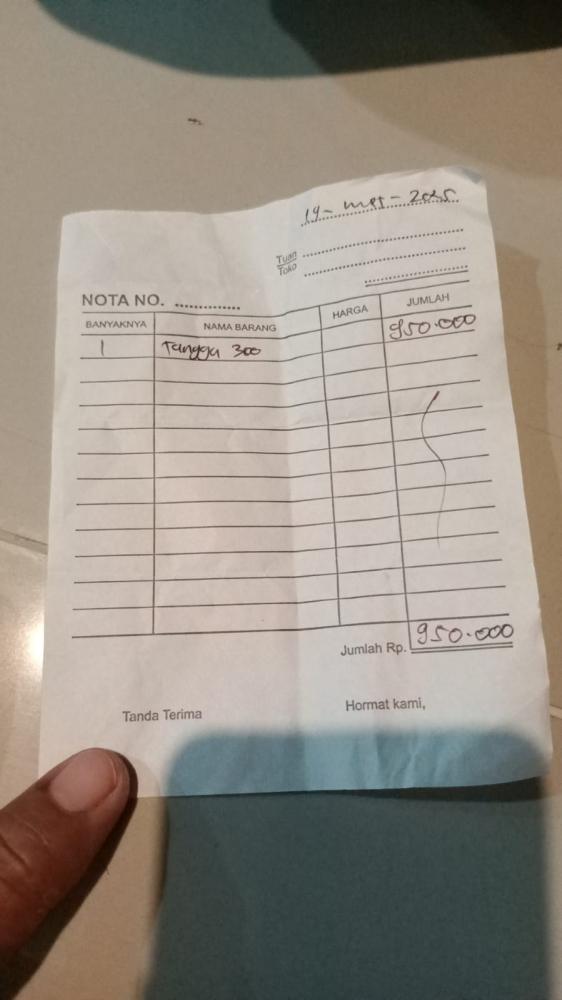 19 - Mei - 2025
Tuan
Toko
NOTA NO. ..............
BANYAKNYA NAMA BARANG HARGA JUMLAH
1 Tangga 300 950.000
Jumlah Rp. 950.000
Tanda Terima Hormat kami,